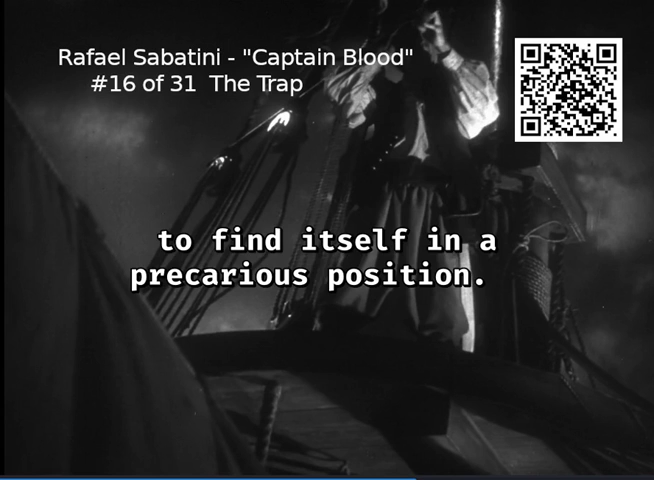 Rafael Sabatini - "Captain Blood"
#16 of 31  The Trap
to find itself in a
precarious position.